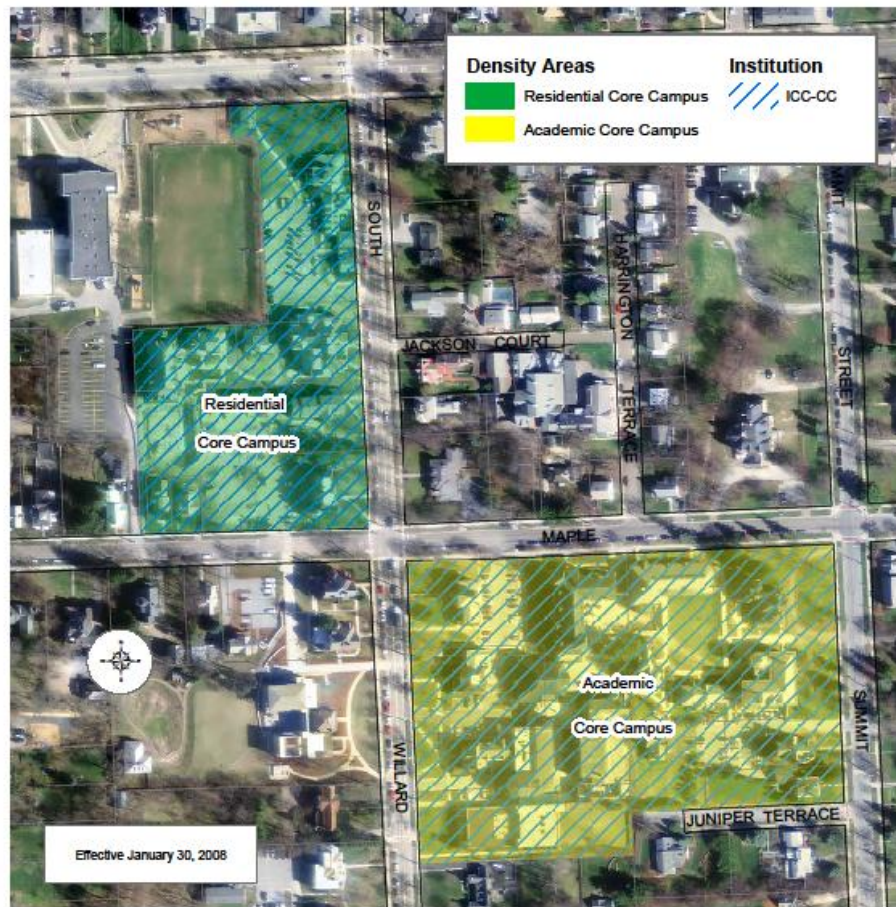 Density Areas
Institution
Residential Core Campus
ICC-CC
Academic Core Campus
SOUTH
HARRINGTON
JACKSON COURT
TERRACE
STREET
Residential
Core Campus
MAPLE
Academic
Core Campus
SUMMIT
WILLARD
JUNIPER TERRACE
Effective January 30, 2008